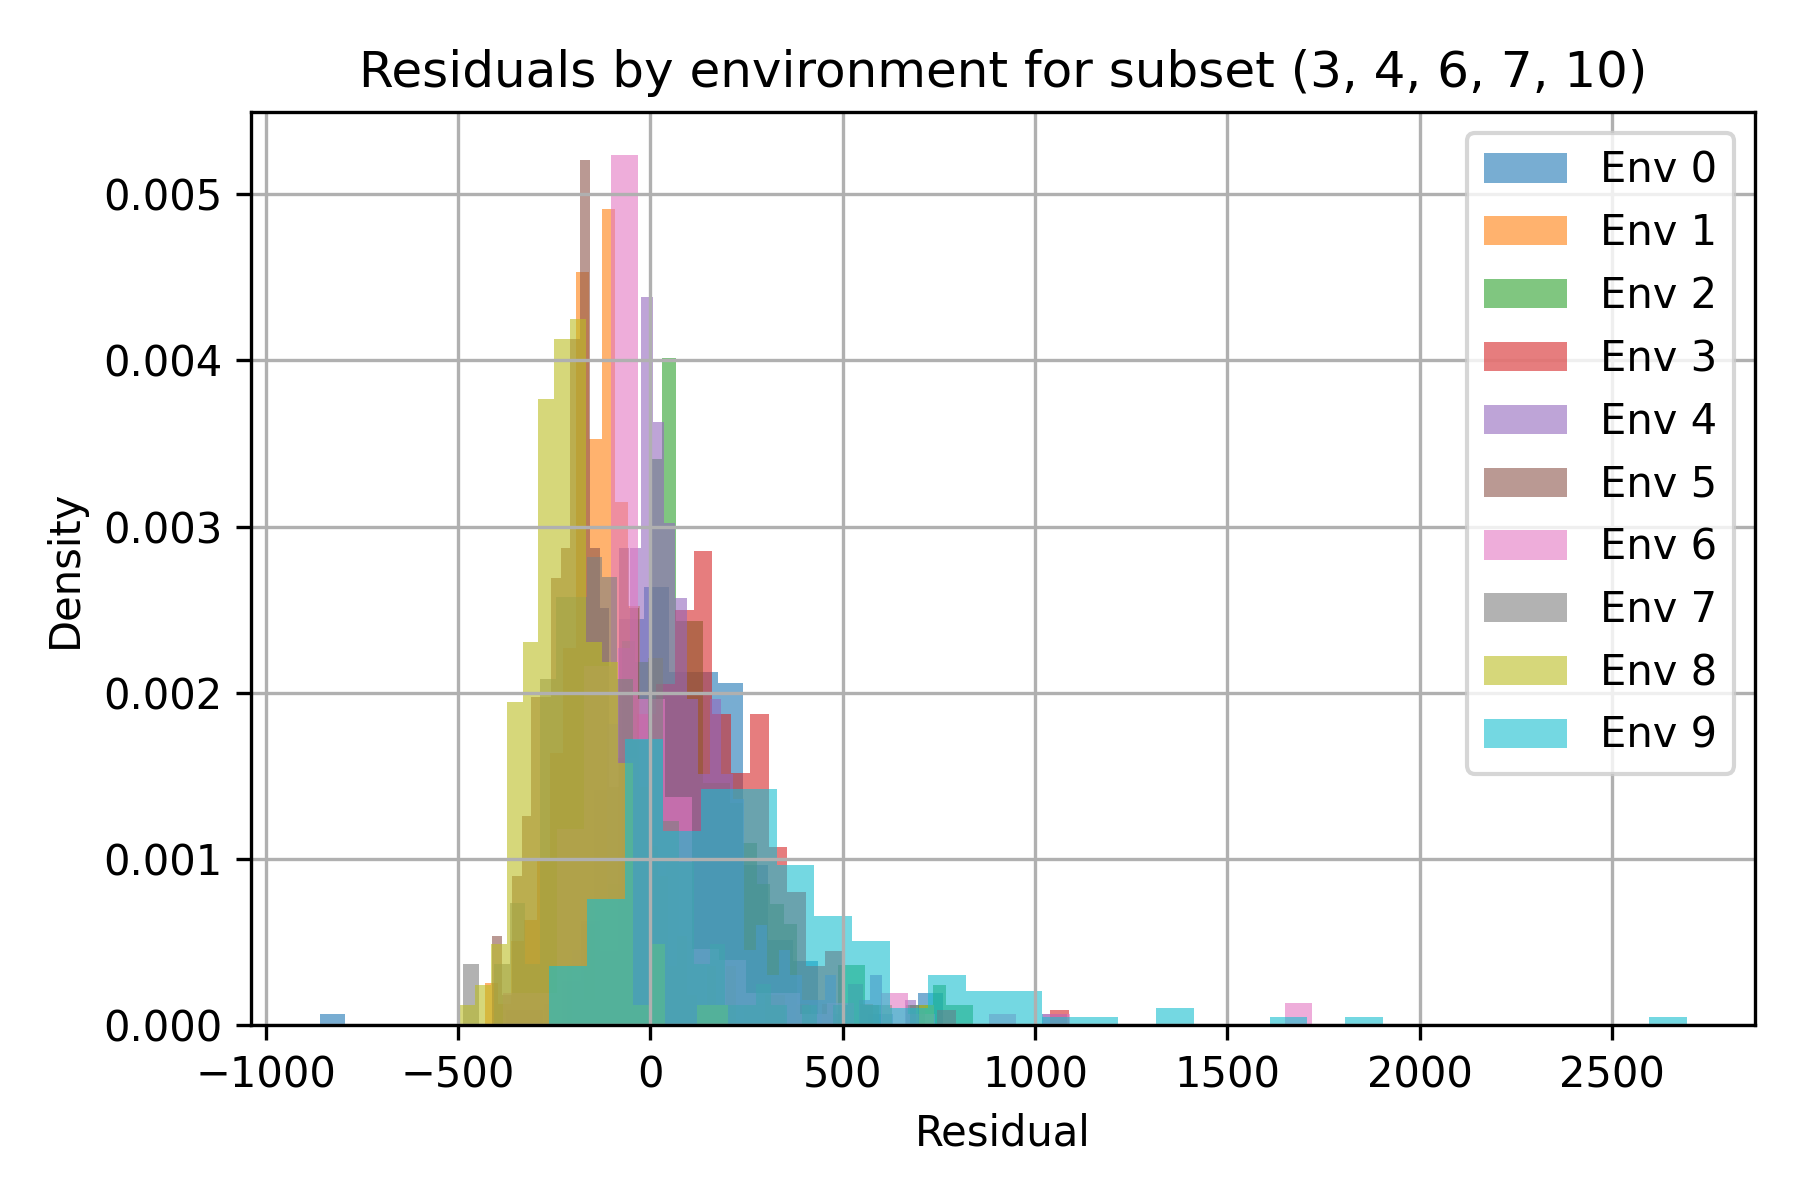 Residuals by environment for subset (3, 4, 6, 7, 10)
Density
0.005
0.004
0.003
0.002
0.001
0.000
−1000
−500
0
500
1000
1500
2000
2500
Residual
Env 0
Env 1
Env 2
Env 3
Env 4
Env 5
Env 6
Env 7
Env 8
Env 9